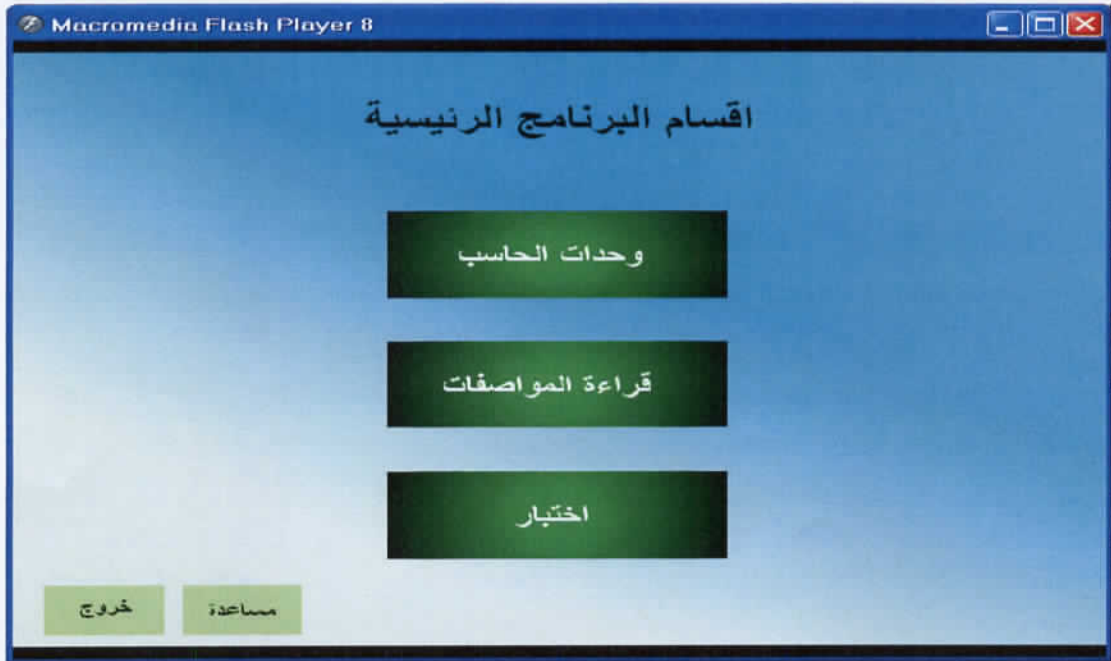 Macromedia Flash Player 8
اقسام البرنامج الرئيسية
وحدات الحاسب
قراءة المواصفات
اختبار
مساعدة
خروج